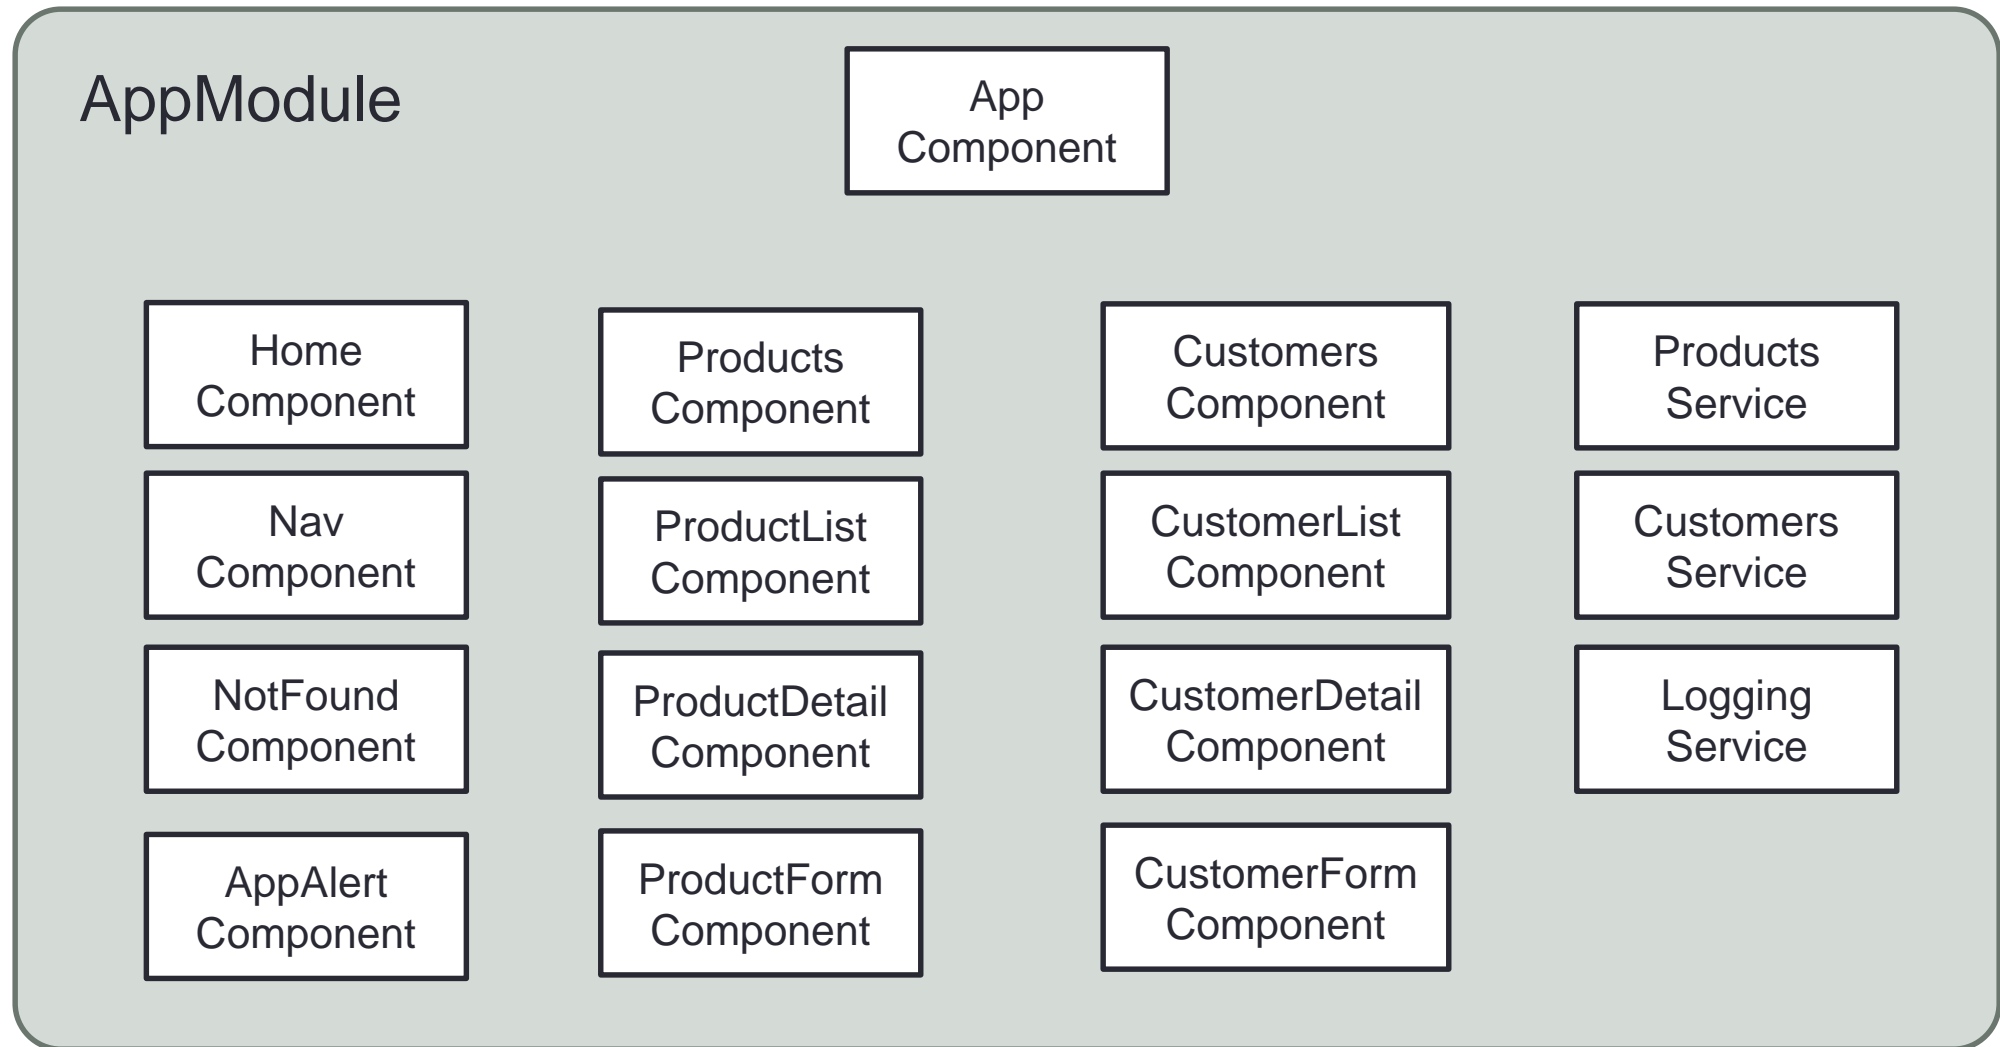 AppModule
App
Component
Home
Component
Products
Component
Customers
Component
Products
Service
Nav
Component
ProductList
Component
CustomerList
Component
Customers
Service
NotFound
Component
ProductDetail
Component
CustomerDetail
Component
Logging
Service
AppAlert
Component
ProductForm
Component
CustomerForm
Component